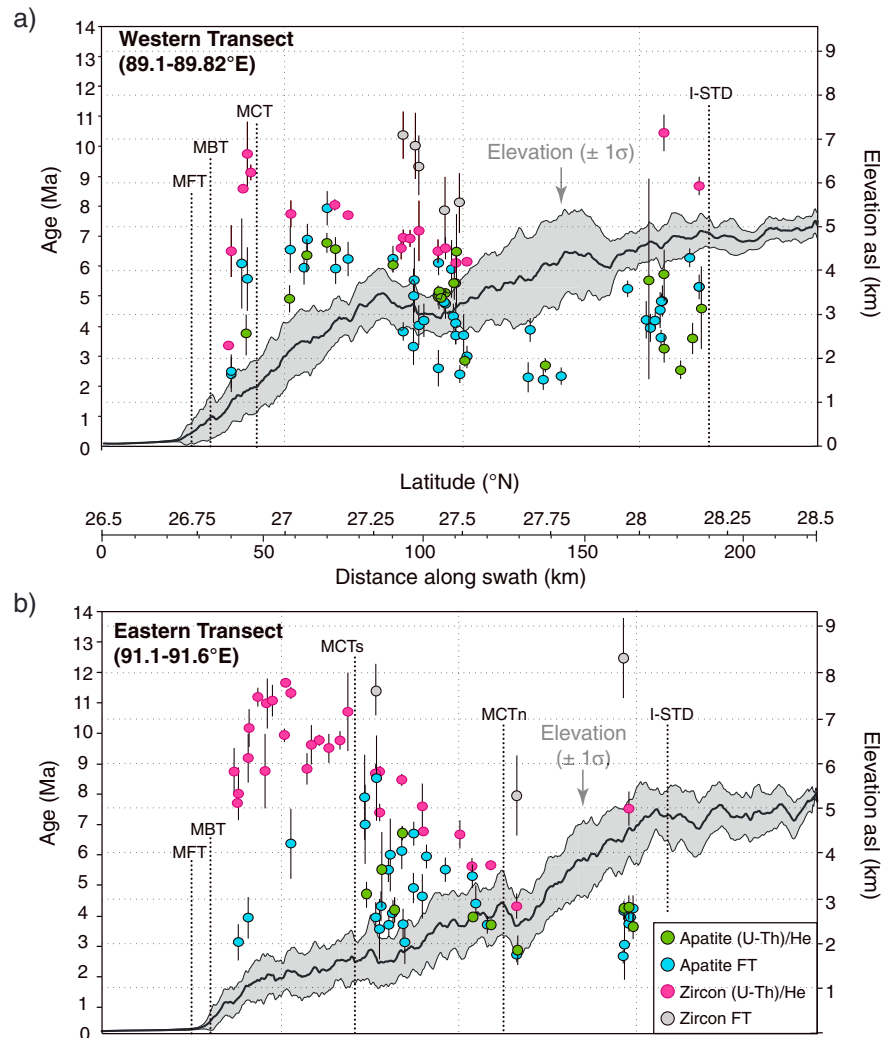 a)
Western Transect
(89.1-89.82°E)
MFT
MBT
MCT
I-STD
Elevation (± 1σ)
Age (Ma)
14
13
12
11
10
9
8
7
6
5
4
3
2
1
0
Elevation asl (km)
9
8
7
6
5
4
3
2
1
0
Latitude (°N)
26.5 26.75 27 27.25 27.5 27.75 28 28.25 28.5
0 50 100 150 200
Distance along swath (km)
b)
Eastern Transect
(91.1-91.6°E)
MFT
MBT
MCTs
MCTn
I-STD
Elevation
(± 1σ)
Age (Ma)
14
13
12
11
10
9
8
7
6
5
4
3
2
1
0
Elevation asl (km)
9
8
7
6
5
4
3
2
1
0
Apatite (U-Th)/He
Apatite FT
Zircon (U-Th)/He
Zircon FT